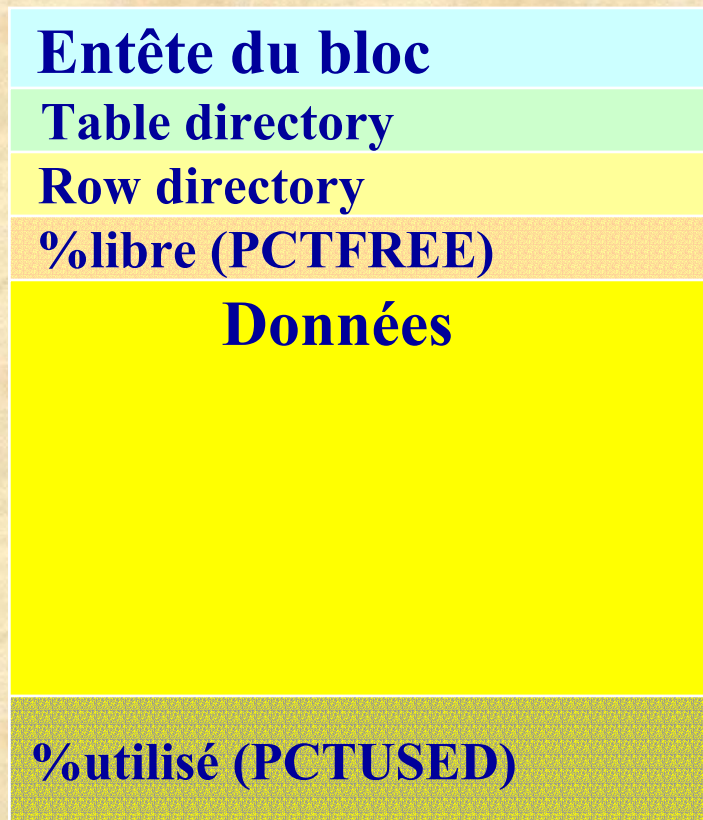 Entête du bloc
Table directory
Row directory
%libre (PCTFREE)
Données
%utilisé (PCTUSED)